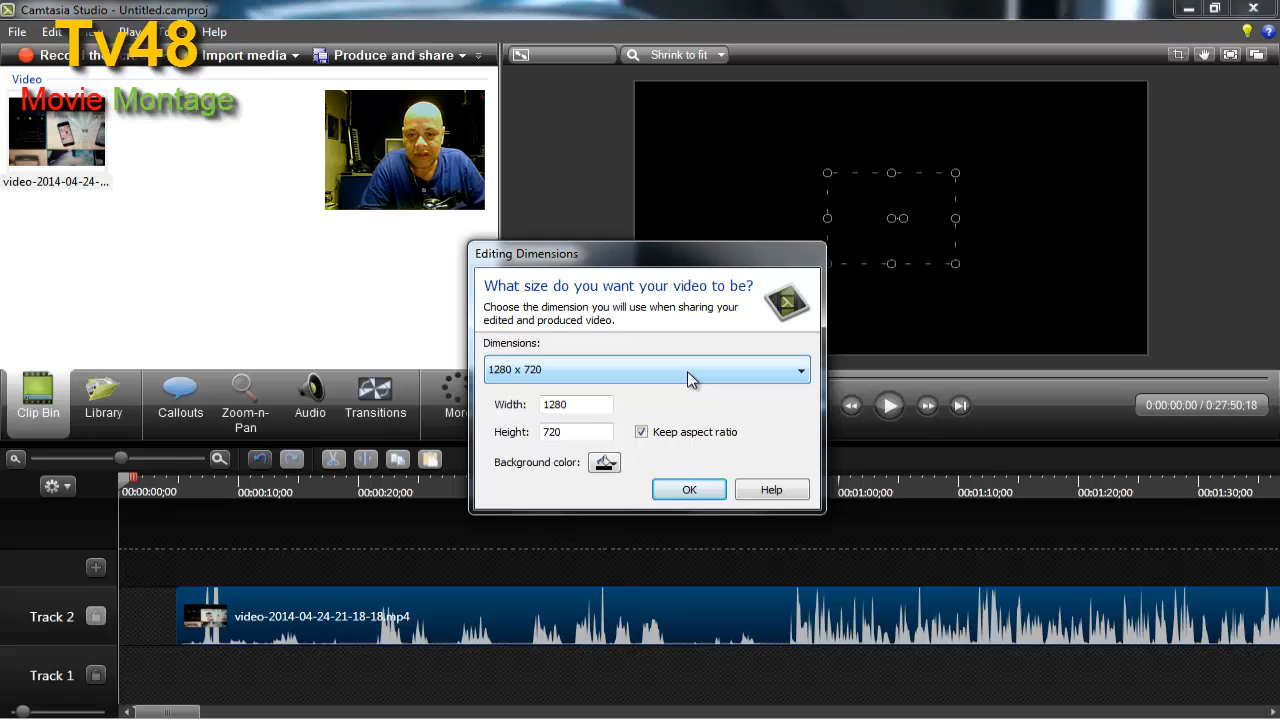 Camtasia Studio - Untitled.camproj
File Edit Play Help
Tv48
Record the Import media Produce and share
Shrink to fit
Video
Movie Montage
video-2014-04-24-...
Editing Dimensions
What size do you want your video to be?
Choose the dimension you will use when sharing your
edited and produced video.
Dimensions:
1280 x 720
Width: 1280
Height: 720
Keep aspect ratio
Background color:
OK
Help
Clip Bin
Library
Callouts
Zoom-n-
Pan
Audio
Transitions
Mor
0:00:00;00 / 0:27:50;18
00:00:00;00 00:00:10;00 00:00:20;00 00:01:00;00 00:01:10;00 00:01:20;00 00:01:30;00
Track 2
video-2014-04-24-21-18-18.mp4
Track 1